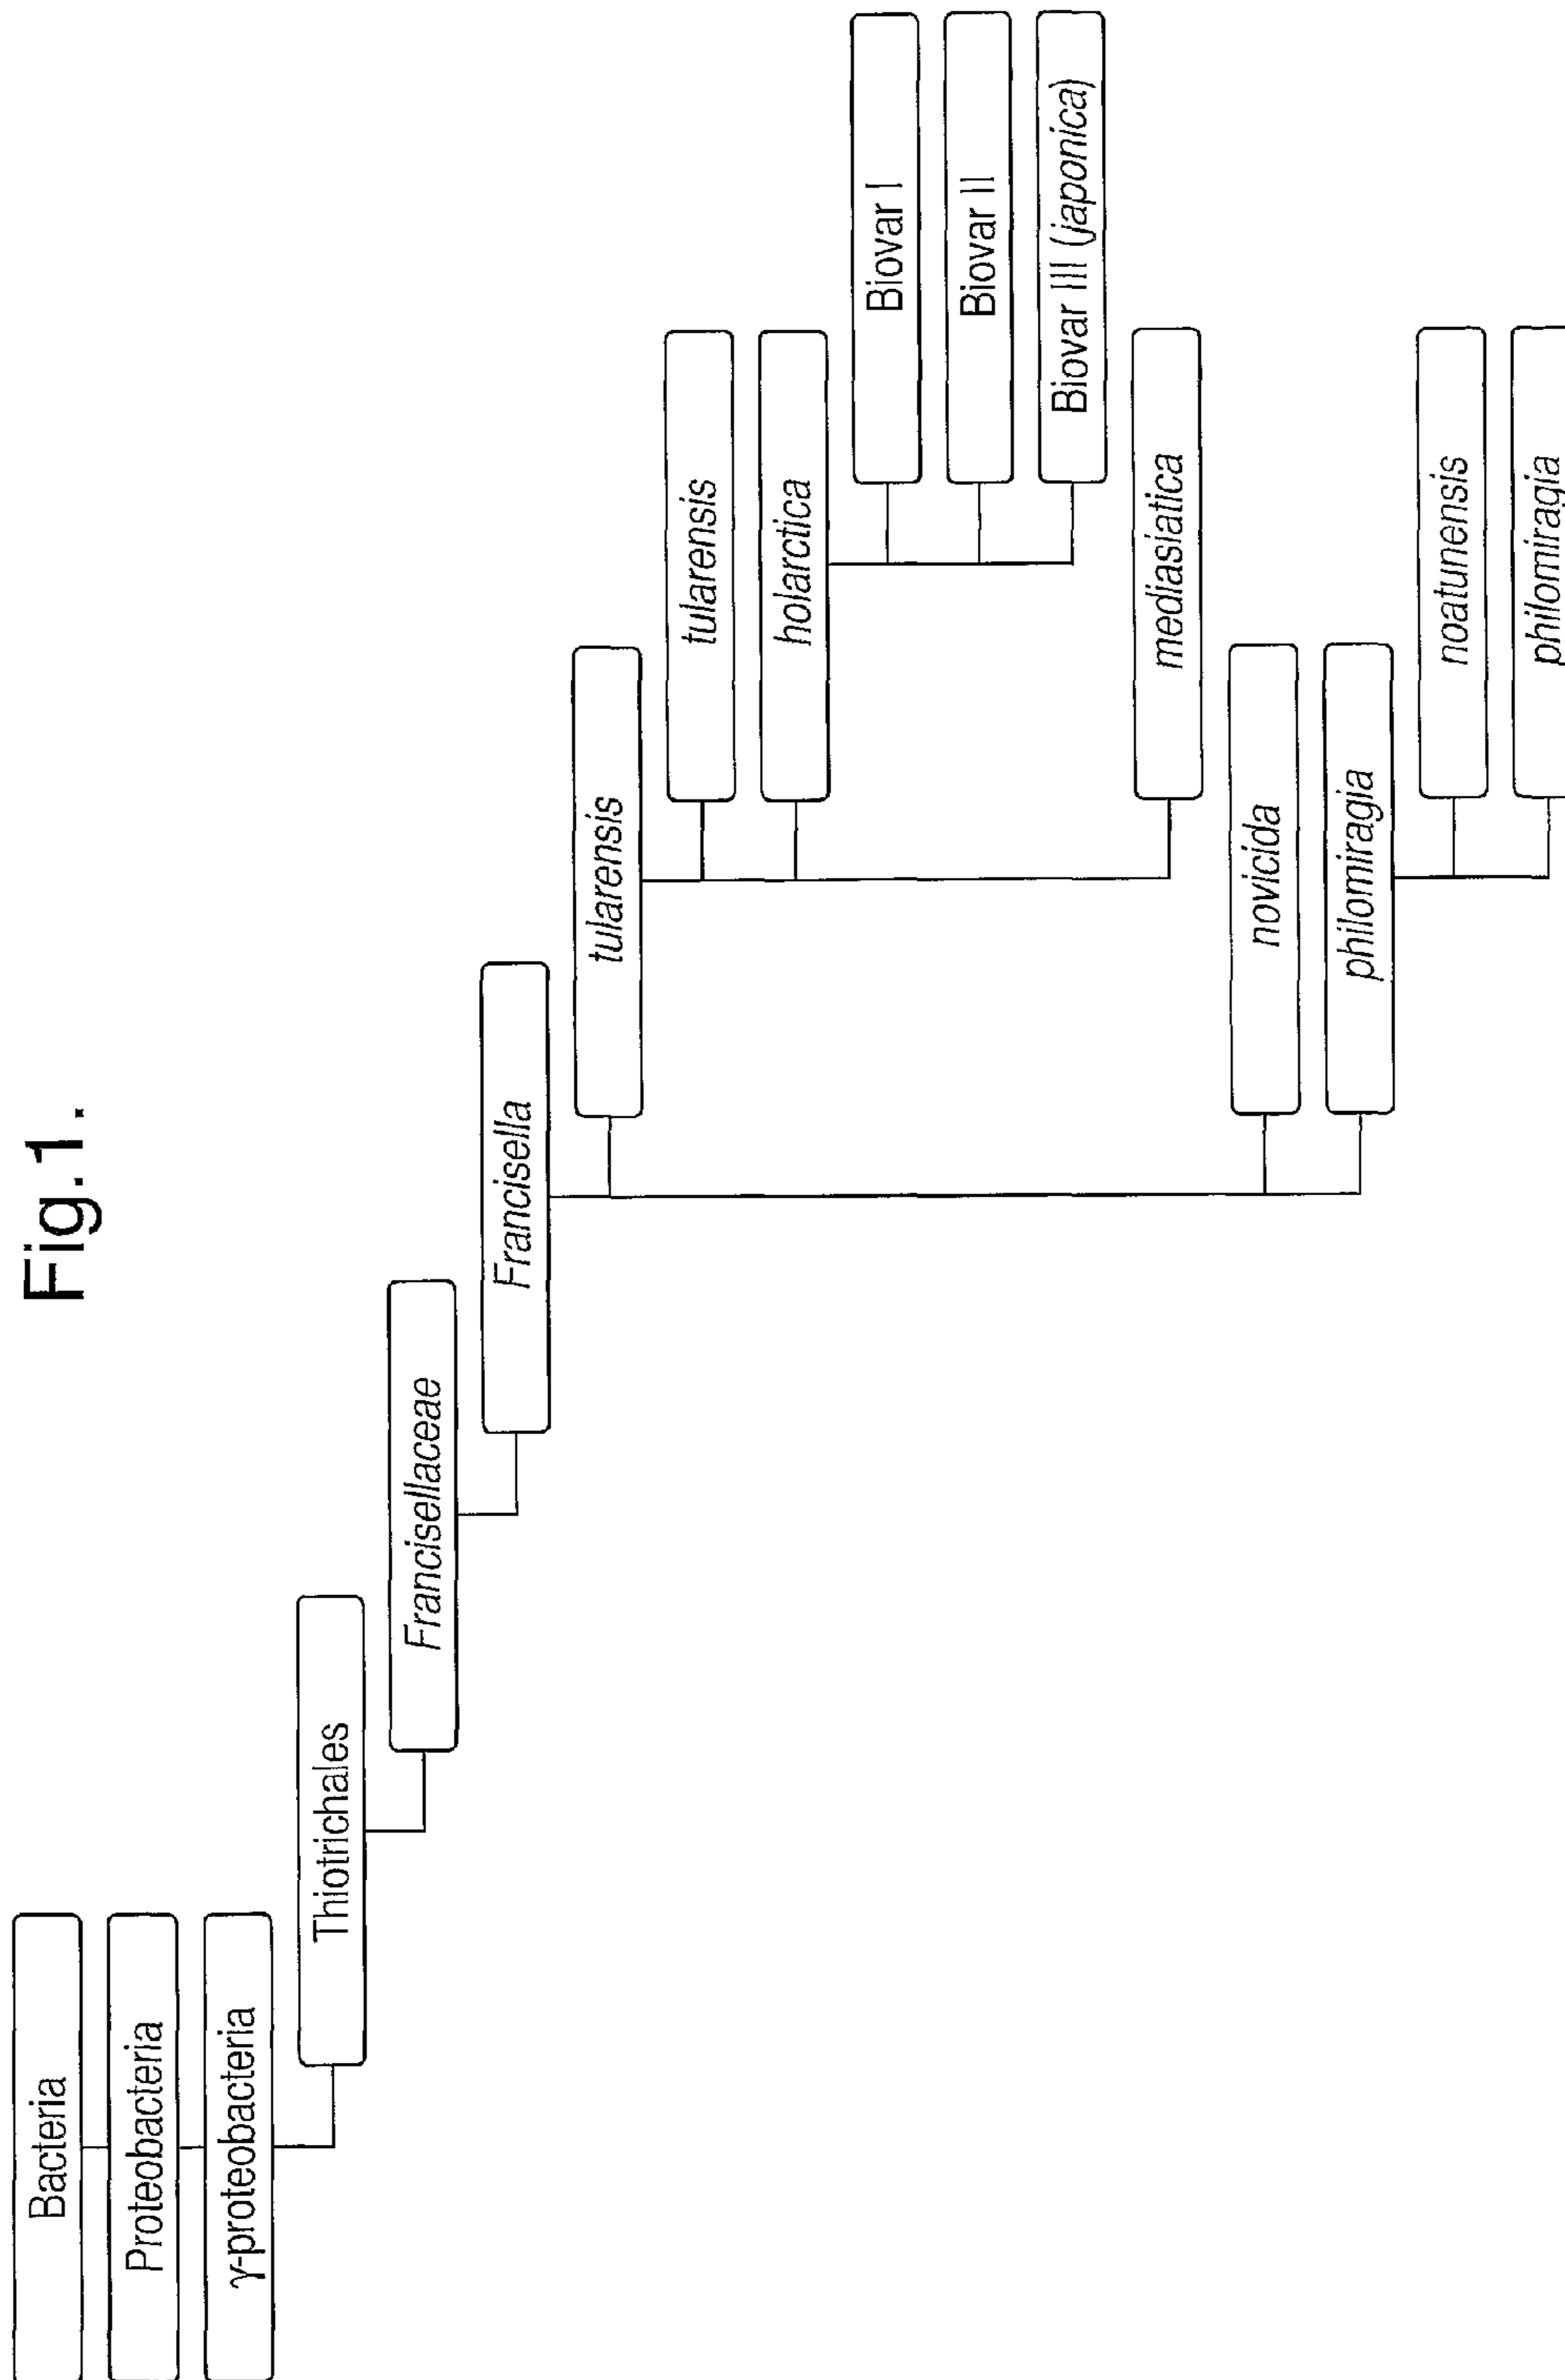 Fig.1.
Bacteria
Proteobacteria
γ-proteobacteria
Thiotrichales
Francisellaceae
Francisella
tularensis
tularensis
holarctica
Biovar I
Biovar II
Biovar III (japonica)
mediasiatica
novicida
philomiragia
noatunensis
philomiragia